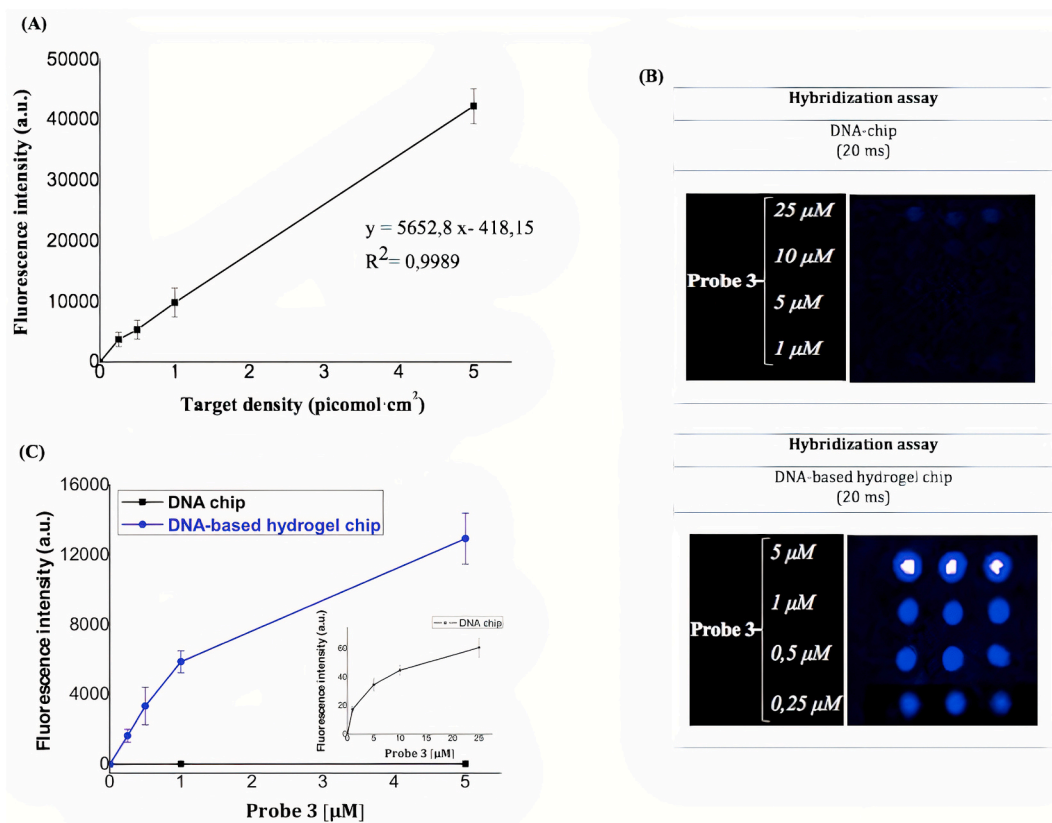 (A)
50000
40000
30000
20000
10000
0
Fluorescence intensity (a.u.)
y = 5652,8 x- 418,15
R²= 0,9989
0 1 2 3 4 5
Target density (picomol·cm²)
(B)
Hybridization assay
DNA-chip
(20 ms)
Probe 3
25 µM
10 µM
5 µM
1 µM
Hybridization assay
DNA-based hydrogel chip
(20 ms)
Probe 3
5 µM
1 µM
0,5 µM
0,25 µM
(C)
16000
12000
8000
4000
0
Fluorescence intensity (a.u.)
DNA chip
DNA-based hydrogel chip
0 1 2 3 4 5
Probe 3 [µM]
DNA chip
60
40
20
0
Fluorescence intensity (a.u.)
0 5 10 15 20 25
Probe 3 [µM]